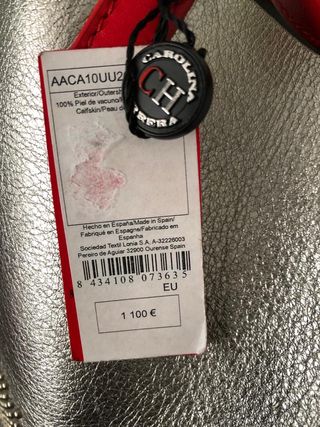 CAROLINA
CH
AACA10UU2
Exterior/Outersh
100% Piel de vacuno/
Calfskin/Peau de
Hecho en España/Made in Spain/
Fabriqué en Espagne/Fabricado em
Espanha
Sociedad Textil Lonia S.A. A-32226003
Pereiro de Aguiar 32900 Ourense Spain
8 434108 073635
EU
1 100 €